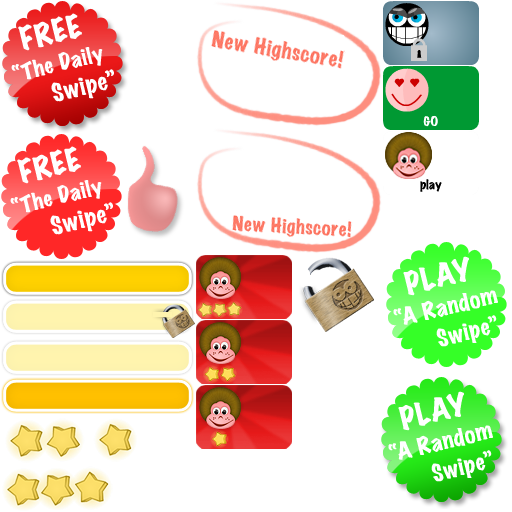 FREE
"The Daily
Swipe"
New Highscore!
GO
play
FREE
"The Daily
Swipe"
New Highscore!
PLAY
"A Random
Swipe"
PLAY
"A Random
Swipe"